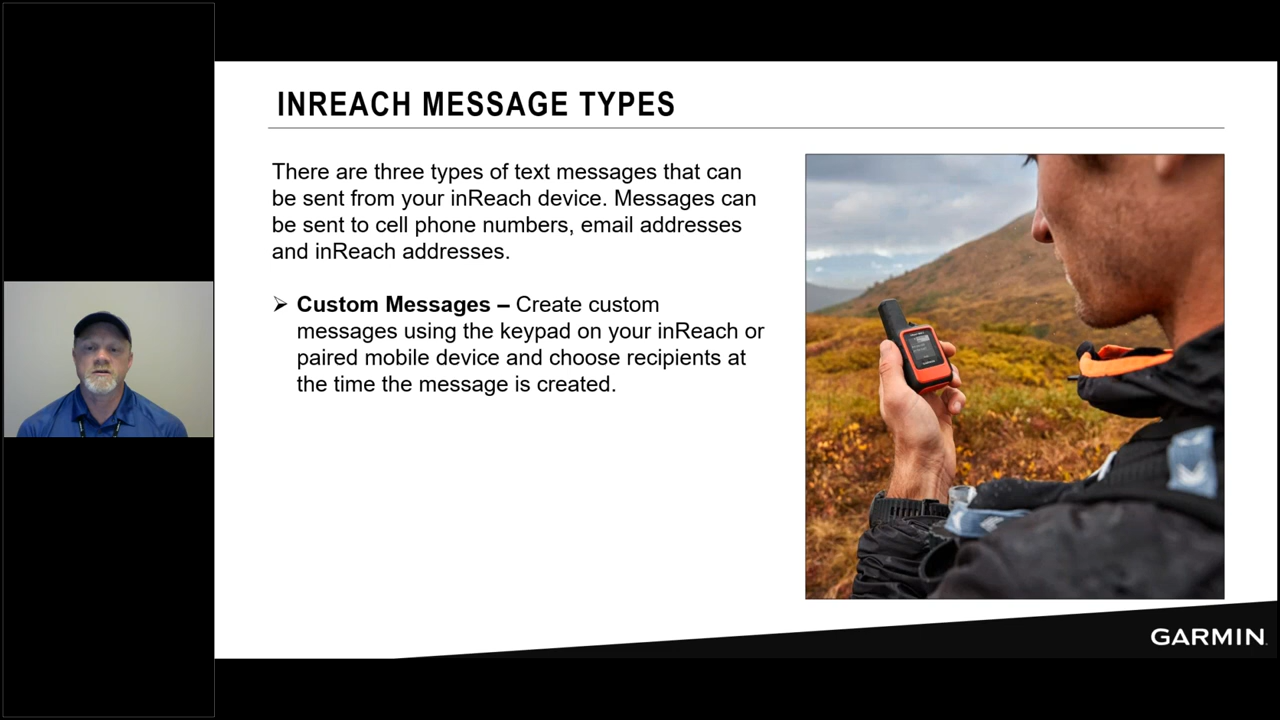 INREACH MESSAGE TYPES
There are three types of text messages that can
be sent from your inReach device. Messages can
be sent to cell phone numbers, email addresses
and inReach addresses.
➢ Custom Messages – Create custom
messages using the keypad on your inReach or
paired mobile device and choose recipients at
the time the message is created.
GARMIN